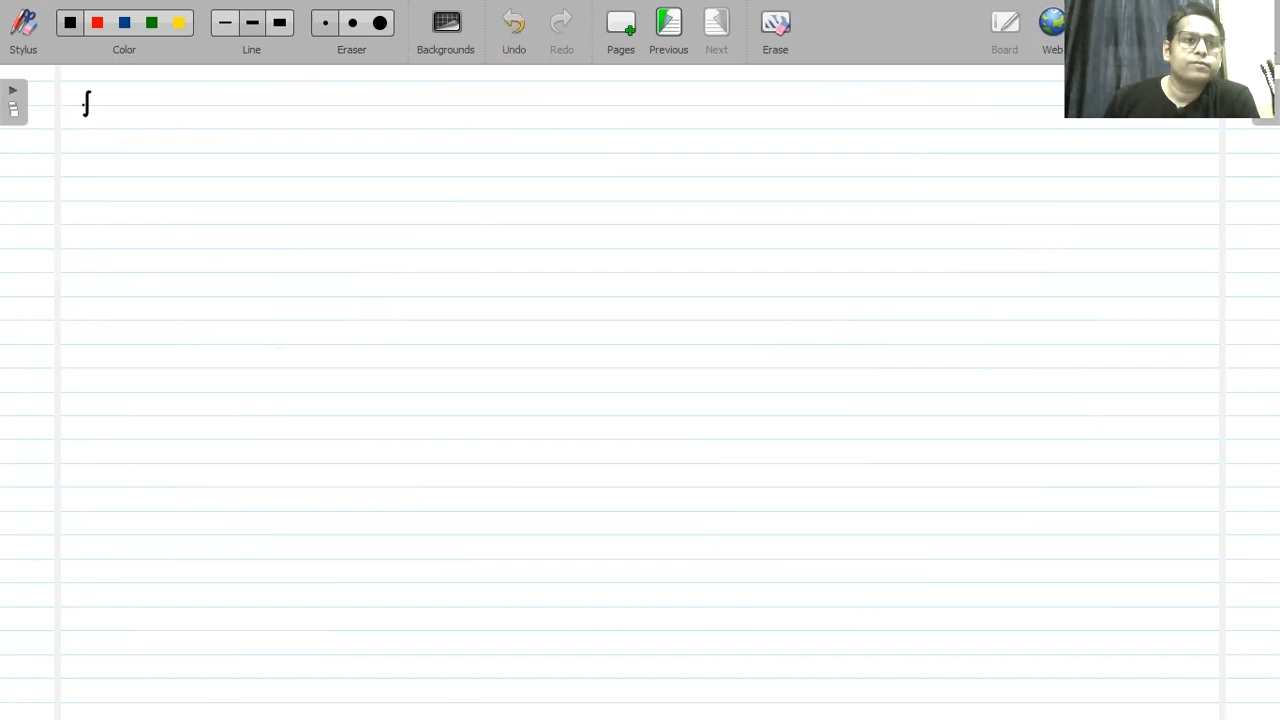 Stylus
Color
Line
Eraser
Backgrounds
Undo
Redo
Pages
Previous
Next
Erase
Board
Web
∫